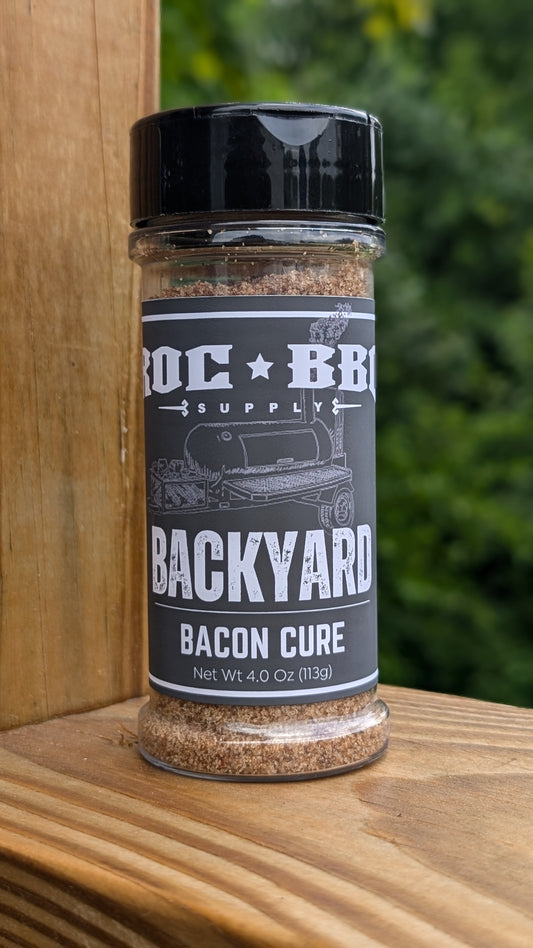 ROC ★ BBQ
SUPPLY
BACKYARD
BACON CURE
Net Wt 4.0 Oz (113g)